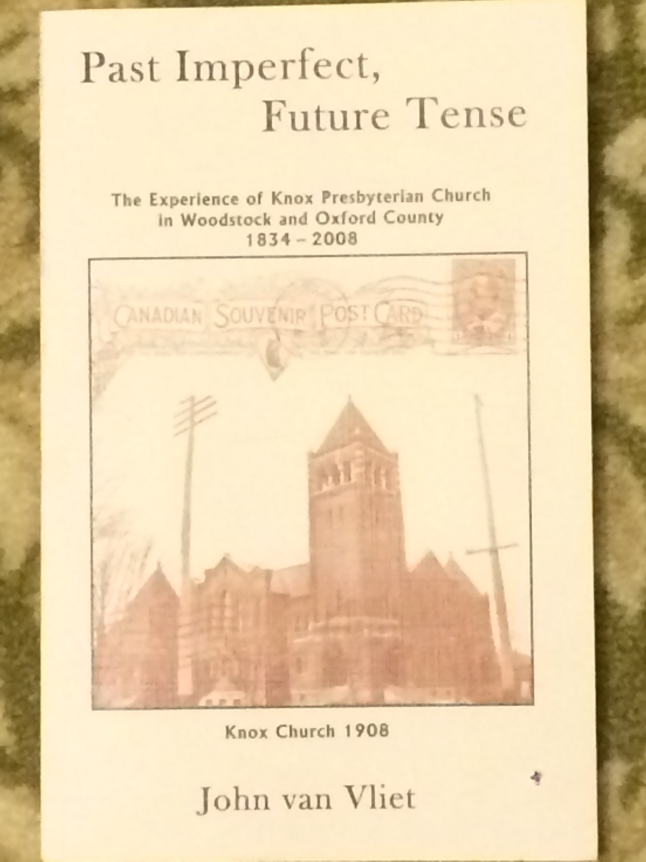 Past Imperfect,
Future Tense
The Experience of Knox Presbyterian Church
in Woodstock and Oxford County
1834 – 2008
CANADIAN SOUVENIR POST CARD
Knox Church 1908
John van Vliet